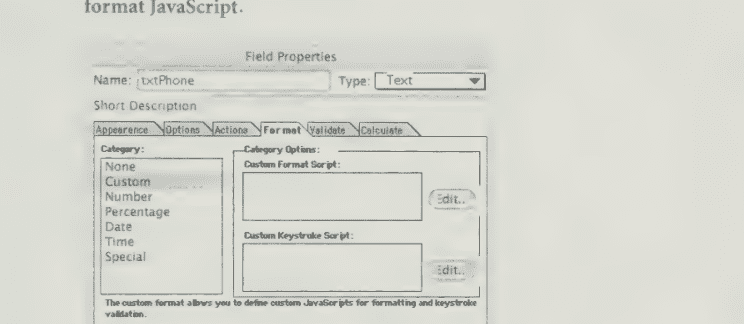 format JavaScript.
Field Properties
Name: txtPhone Type: Text
Short Description
Appearance Options Actions Format Validate Calculate
Category: Category Options:
None
Custom
Number
Percentage
Date
Time
Special
Custom Format Script:
Edit..
Custom Keystroke Script:
Edit..
The custom format allows you to define custom JavaScripts for formatting and keystroke
validation.